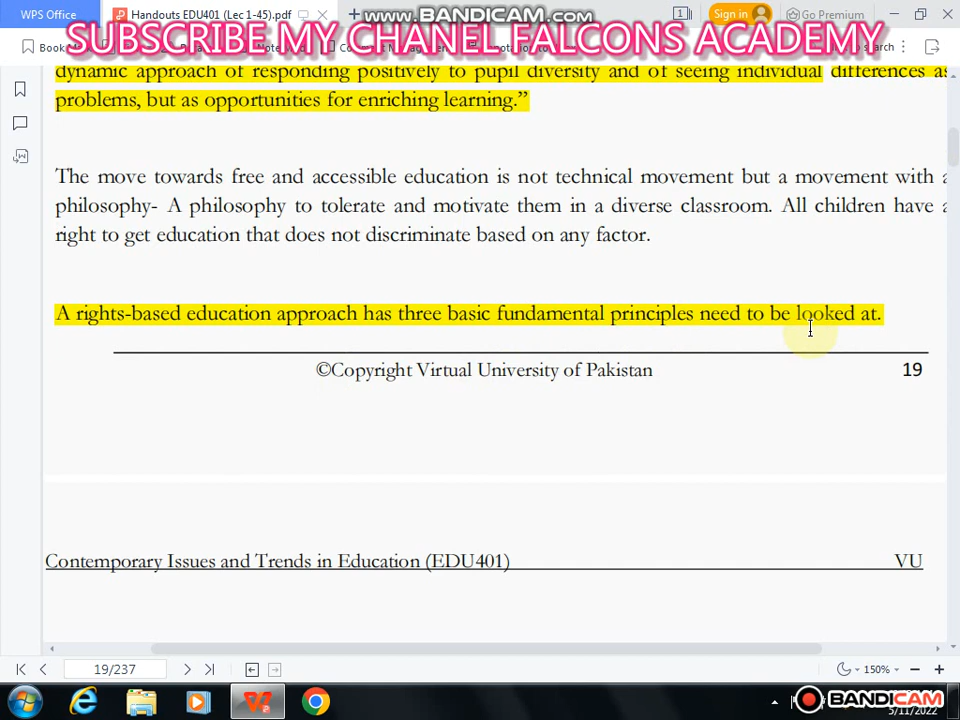 WPS Office
Handouts EDU401 (Lec 1-45).pdf
www.BANDICAM.com
1
Sign in
Go Premium
SUBSCRIBE MY CHANEL FALCONS ACADEMY
dynamic approach of responding positively to pupil diversity and of seeing individual differences as
problems, but as opportunities for enriching learning.”
The move towards free and accessible education is not technical movement but a movement with a
philosophy- A philosophy to tolerate and motivate them in a diverse classroom. All children have a
right to get education that does not discriminate based on any factor.
A rights-based education approach has three basic fundamental principles need to be looked at.
©Copyright Virtual University of Pakistan
19
Contemporary Issues and Trends in Education (EDU401)
VU
19/237
150%
BANDICAM
5/11/2022